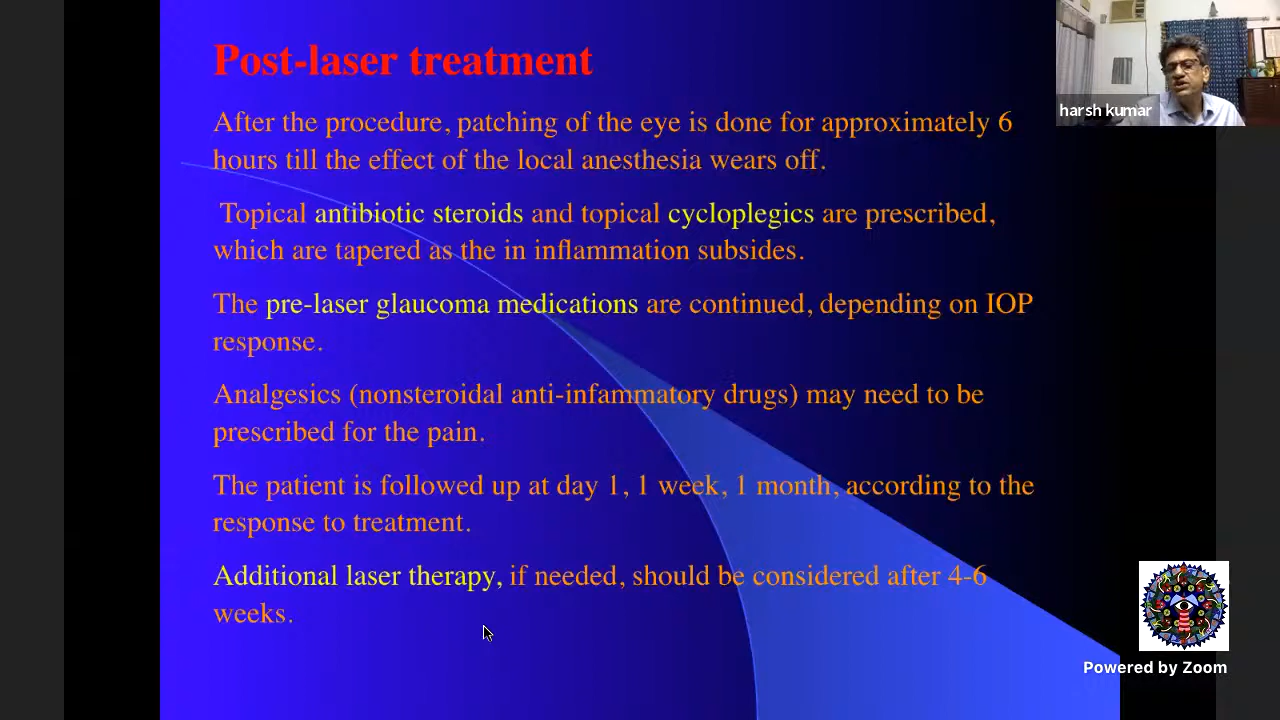 Post-laser treatment
After the procedure, patching of the eye is done for approximately 6
hours till the effect of the local anesthesia wears off.
Topical antibiotic steroids and topical cycloplegics are prescribed,
which are tapered as the in inflammation subsides.
The pre-laser glaucoma medications are continued, depending on IOP
response.
Analgesics (nonsteroidal anti-infammatory drugs) may need to be
prescribed for the pain.
The patient is followed up at day 1, 1 week, 1 month, according to the
response to treatment.
Additional laser therapy, if needed, should be considered after 4-6
weeks.
harsh kumar
Powered by Zoom